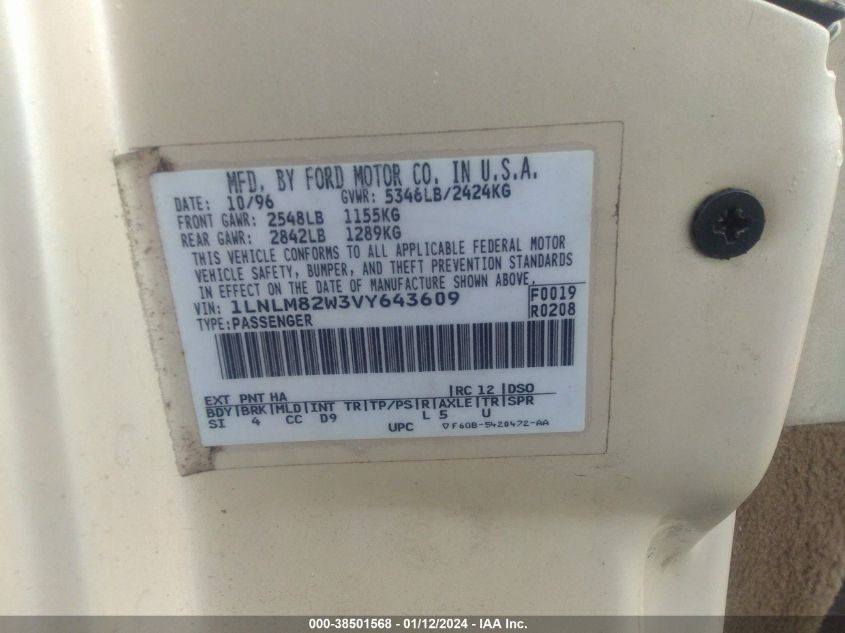 MFD. BY FORD MOTOR CO. IN U.S.A.
DATE: 10/96 GVWR: 5346LB/2424KG
FRONT GAWR: 2548LB 1155KG
REAR GAWR: 2842LB 1289KG
THIS VEHICLE CONFORMS TO ALL APPLICABLE FEDERAL MOTOR
VEHICLE SAFETY, BUMPER, AND THEFT PREVENTION STANDARDS
IN EFFECT ON THE DATE OF MANUFACTURE SHOWN ABOVE.
VIN: 1LNLM82W3VY643609 F0019
TYPE: PASSENGER R0208
EXT PNT HA RC 12 DSO
BDY|BRK|MLD|INT TR|TP/PS|R|AXLE|TR|SPR
SI 4 CC D9 L 5 U
UPC ▽F60B-5420472-AA
000-38501568 - 01/12/2024 - IAA Inc.